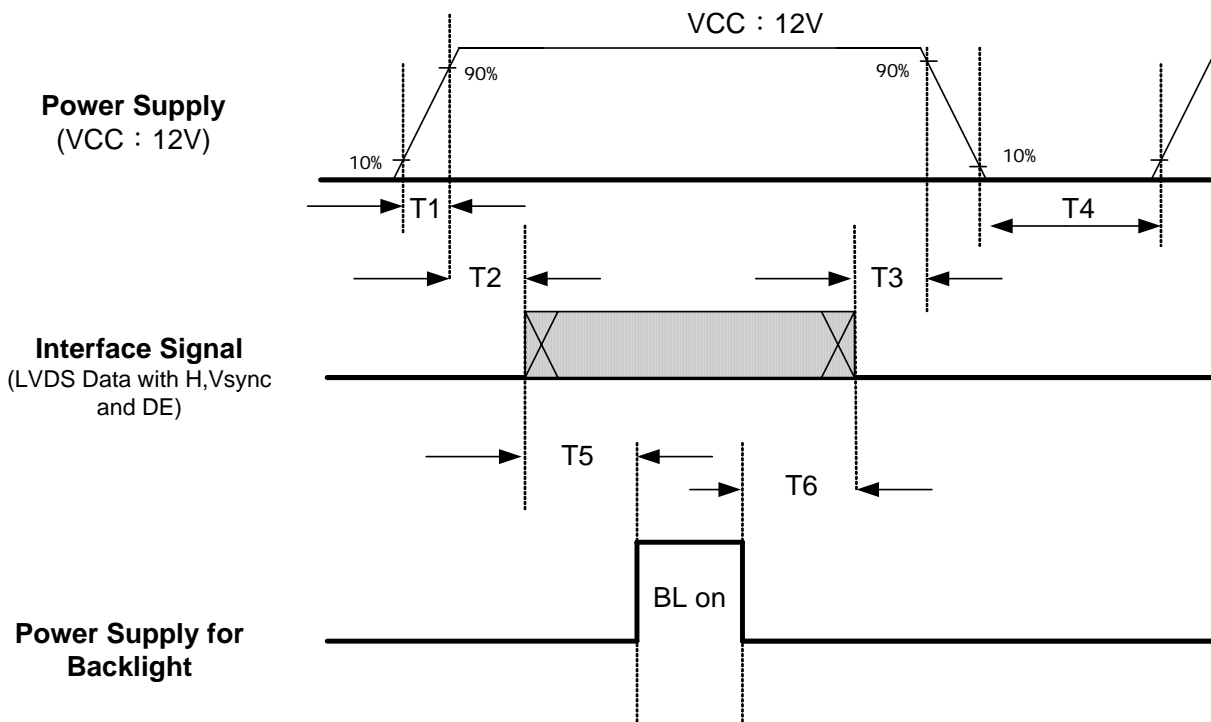 VCC：12V
90%
90%
Power Supply
(VCC：12V)
10%
10%
T1
T4
T2
T3
Interface Signal
(LVDS Data with H,Vsync
and DE)
T5
T6
BL on
Power Supply for
Backlight